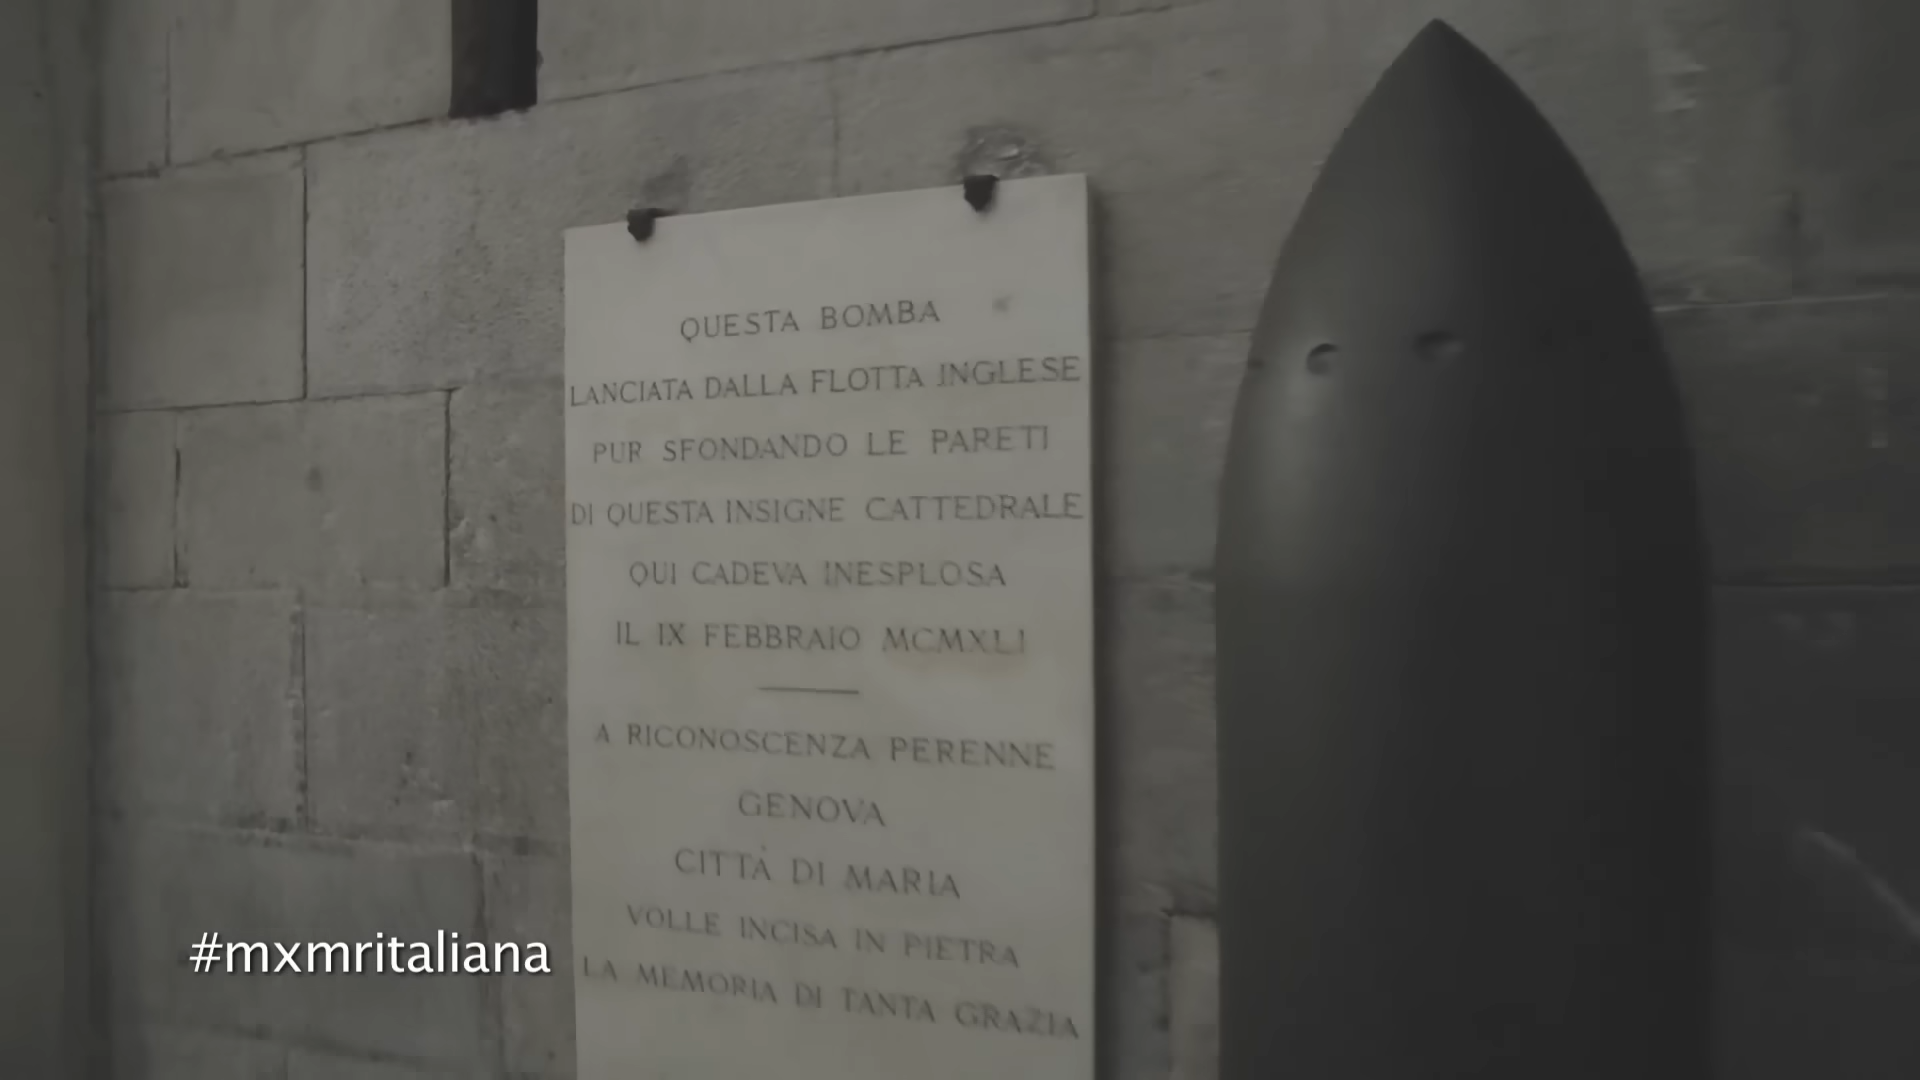 QUESTA BOMBA
LANCIATA DALLA FLOTTA INGLESE
PUR SFONDANDO LE PARETI
DI QUESTA INSIGNE CATTEDRALE
QUI CADEVA INESPLOSA
IL IX FEBBRAIO MCMXLI
A RICONOSCENZA PERENNE
GENOVA
CITTÀ DI MARIA
VOLLE INCISA IN PIETRA
LA MEMORIA DI TANTA GRAZIA
#mxmritaliana